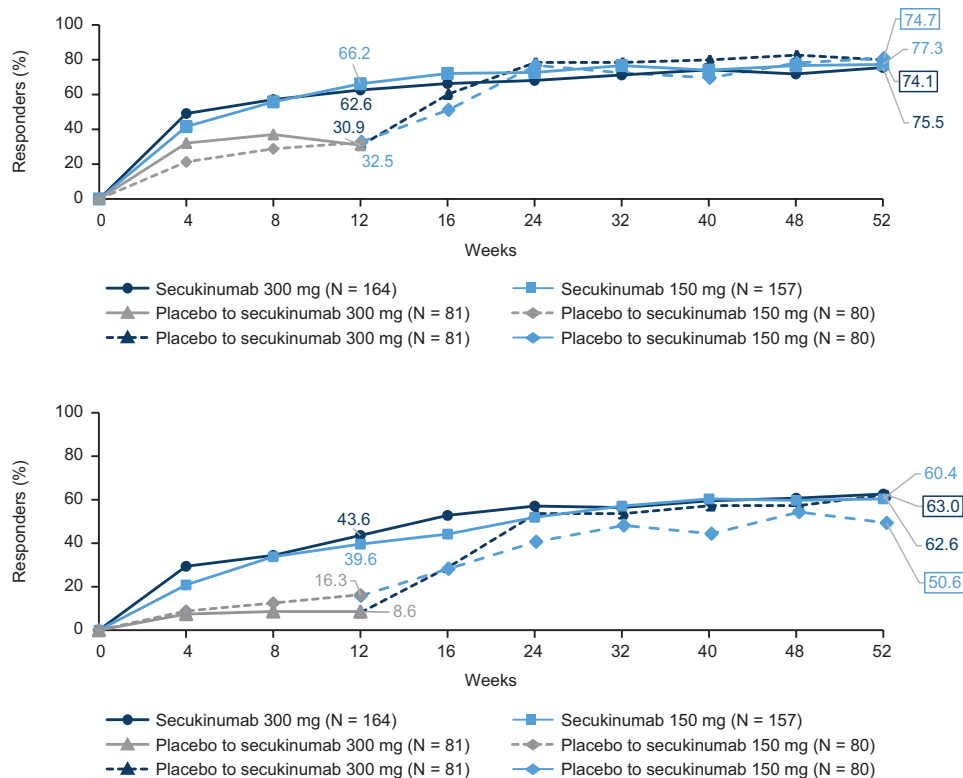 100
74.7
Responders (%)
80
66.2
77.3
60
62.6
74.1
40
30.9
75.5
20
32.5
0
0 4 8 12 16 24 32 40 48 52
Weeks
Secukinumab 300 mg (N = 164) Secukinumab 150 mg (N = 157)
Placebo to secukinumab 300 mg (N = 81) Placebo to secukinumab 150 mg (N = 80)
Placebo to secukinumab 300 mg (N = 81) Placebo to secukinumab 150 mg (N = 80)
100
Responders (%)
80
60.4
60
43.6
63.0
40
39.6
62.6
20
16.3
50.6
8.6
0
0 4 8 12 16 24 32 40 48 52
Weeks
Secukinumab 300 mg (N = 164) Secukinumab 150 mg (N = 157)
Placebo to secukinumab 300 mg (N = 81) Placebo to secukinumab 150 mg (N = 80)
Placebo to secukinumab 300 mg (N = 81) Placebo to secukinumab 150 mg (N = 80)